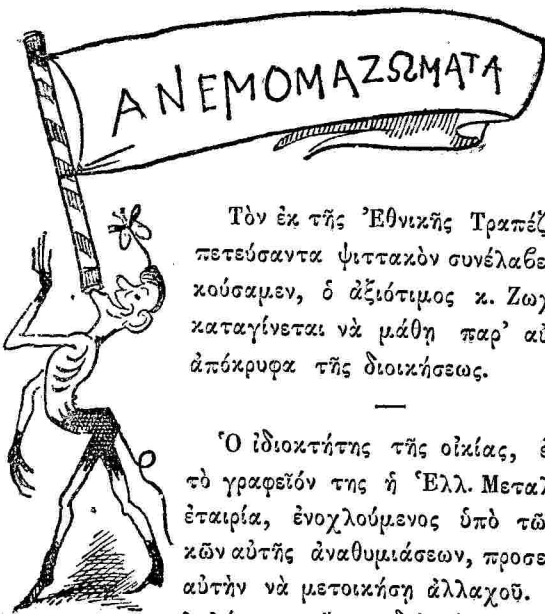 ΑΝΕΜΟΜΑΖΩΜΑΤΑ
Τὸν ἐκ τῆς Ἐθνικῆς Τραπέζ
πετεύσαντα ψιττακὸν συνέλαβε
κούσαμεν, ὁ ἀξιότιμος κ. Ζωχ
καταγίνεται νὰ μάθῃ παρ' αὐ
ἀπόκρυφα τῆς διοικήσεως.
Ὁ ἰδιοκτήτης τῆς οἰκίας, ἐ
τὸ γραφεῖόν της ἡ Ἑλλ. Μεταλ
ἑταιρία, ἐνοχλούμενος ὑπὸ τῶ
κῶν αὐτῆς ἀναθυμιάσεων, προσε
αὐτὴν νὰ μετοικήσῃ ἀλλαχοῦ.